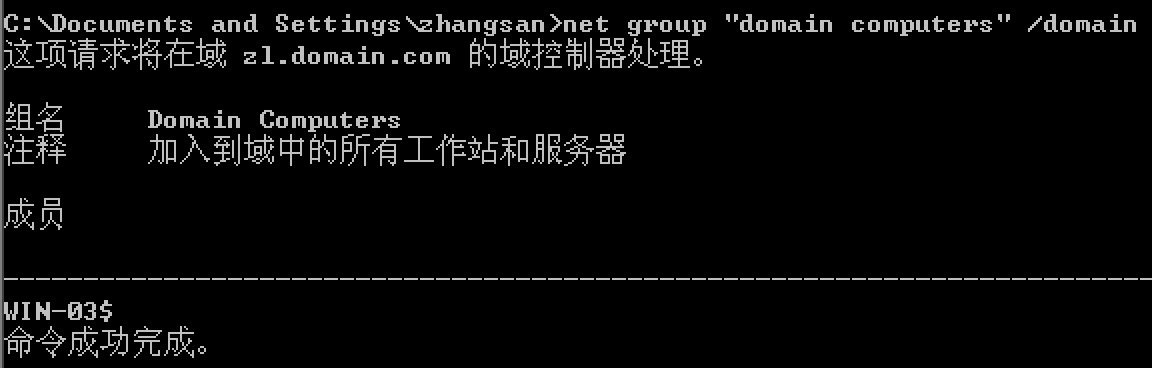 C:\Documents and Settings\zhangsan>net group "domain computers" /domain
这项请求将在域 zl.domain.com 的域控制器处理。
组名     Domain Computers
注释     加入到域中的所有工作站和服务器
成员
-------------------------------------------------------------------------
WIN-03$
命令成功完成。